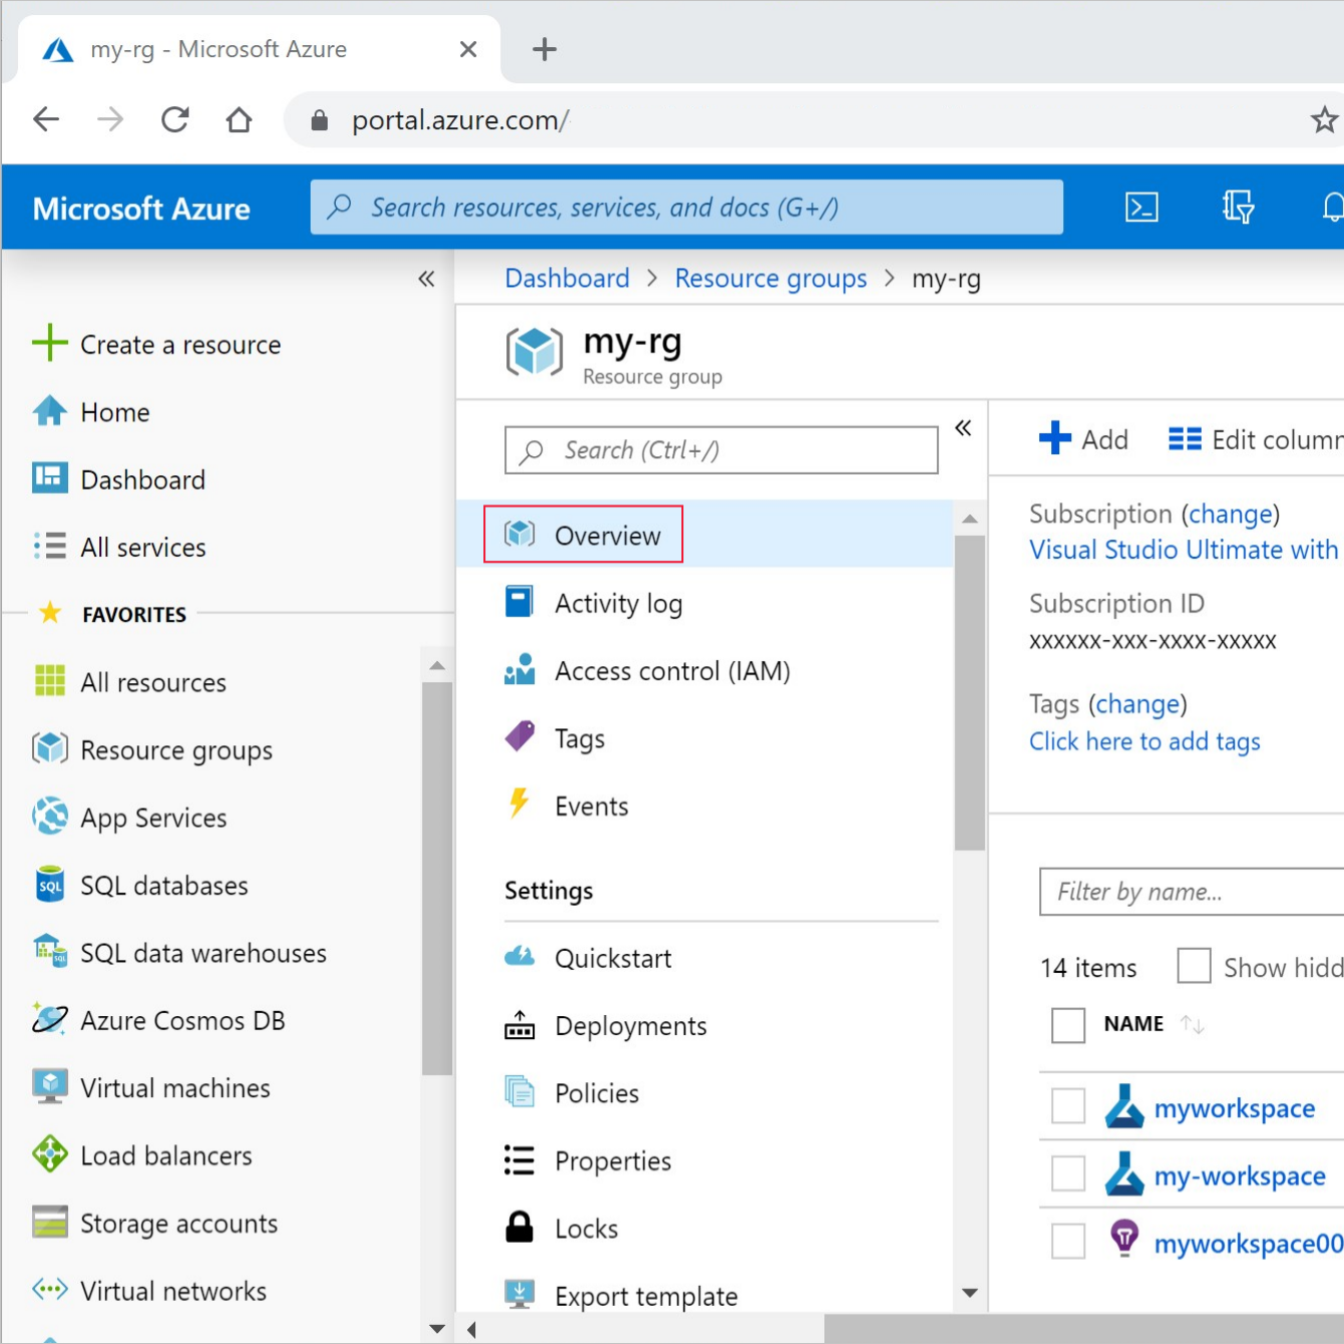 my-rg - Microsoft Azure
portal.azure.com/
Microsoft Azure
Search resources, services, and docs (G+/)
Dashboard > Resource groups > my-rg
my-rg
Resource group
Create a resource
Home
Dashboard
All services
FAVORITES
All resources
Resource groups
App Services
SQL databases
SQL data warehouses
Azure Cosmos DB
Virtual machines
Load balancers
Storage accounts
Virtual networks
Search (Ctrl+/)
Overview
Activity log
Access control (IAM)
Tags
Events
Settings
Quickstart
Deployments
Policies
Properties
Locks
Export template
Add
Edit column
Subscription (change)
Visual Studio Ultimate with
Subscription ID
xxxxxx-xxx-xxxx-xxxxx
Tags (change)
Click here to add tags
Filter by name...
14 items
Show hidd
NAME ↑↓
myworkspace
my-workspace
myworkspace00